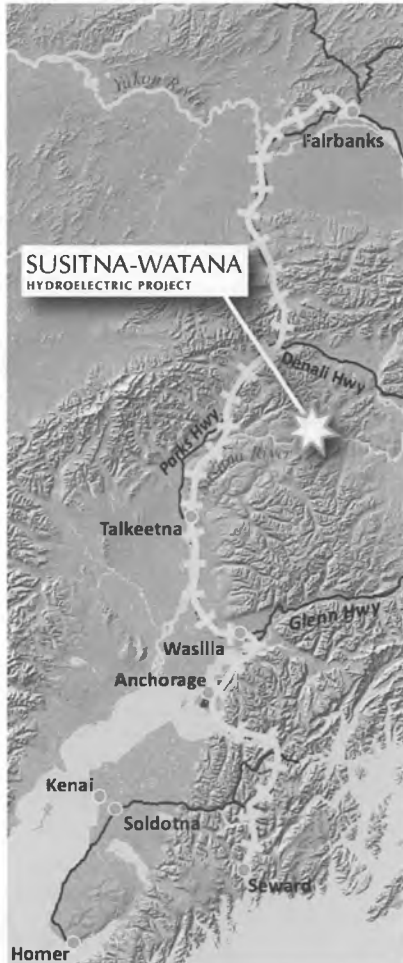 Yukon River
Fairbanks
SUSITNA-WATANA
HYDROELECTRIC PROJECT
Denali Hwy
Parks Hwy
River
Talkeetna
Glenn Hwy
Wasilla
Anchorage
Kenai
Soldotna
Seward
Homer